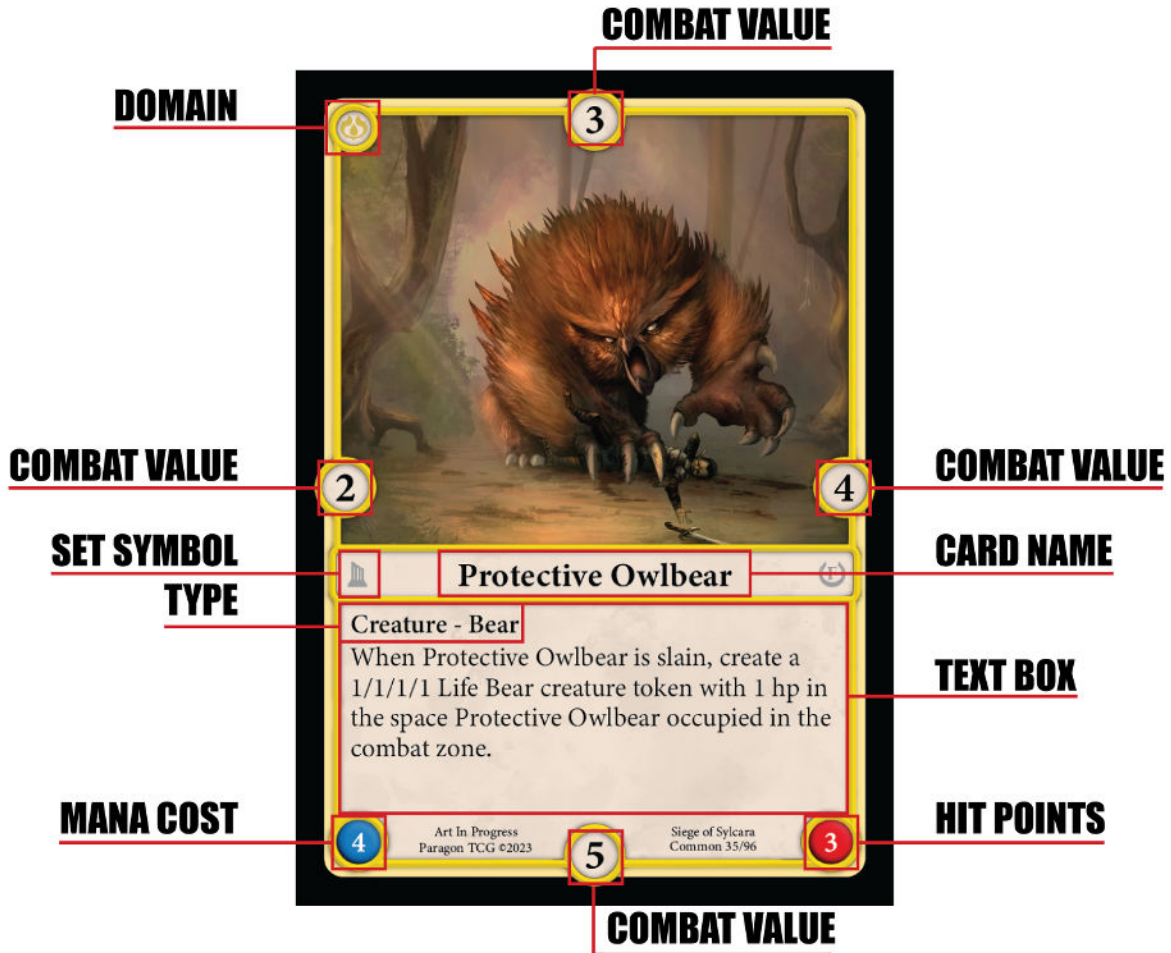 COMBAT VALUE
DOMAIN
3
COMBAT VALUE
2
4
COMBAT VALUE
SET SYMBOL
Protective Owlbear
F
CARD NAME
TYPE
Creature - Bear
When Protective Owlbear is slain, create a
1/1/1/1 Life Bear creature token with 1 hp in
the space Protective Owlbear occupied in the
combat zone.
TEXT BOX
MANA COST
4
Art In Progress
Paragon TCG ©2023
5
Siege of Sylcara
Common 35/96
3
HIT POINTS
COMBAT VALUE